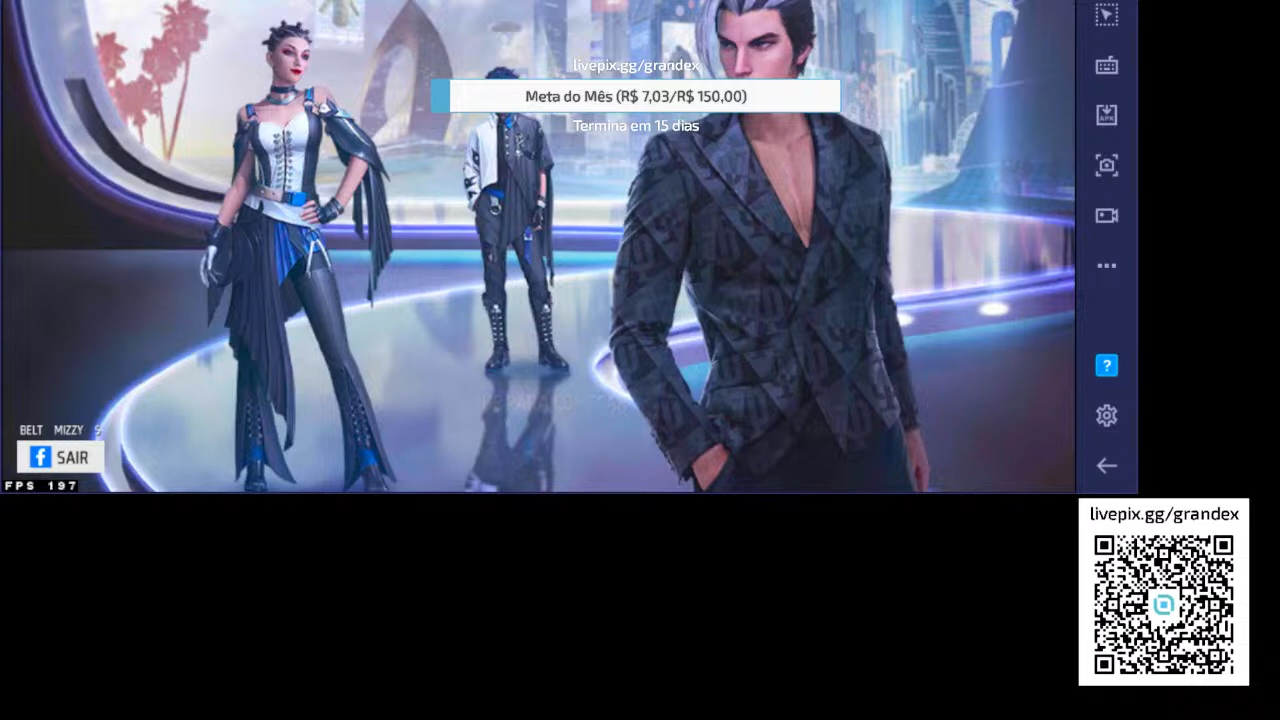 livepix.gg/grandex
Meta do Mês (R$ 7,03/R$ 150,00)
Termina em 15 dias
APK
?
BELT MIZZY S
f SAIR
FPS 197
livepix.gg/grandex